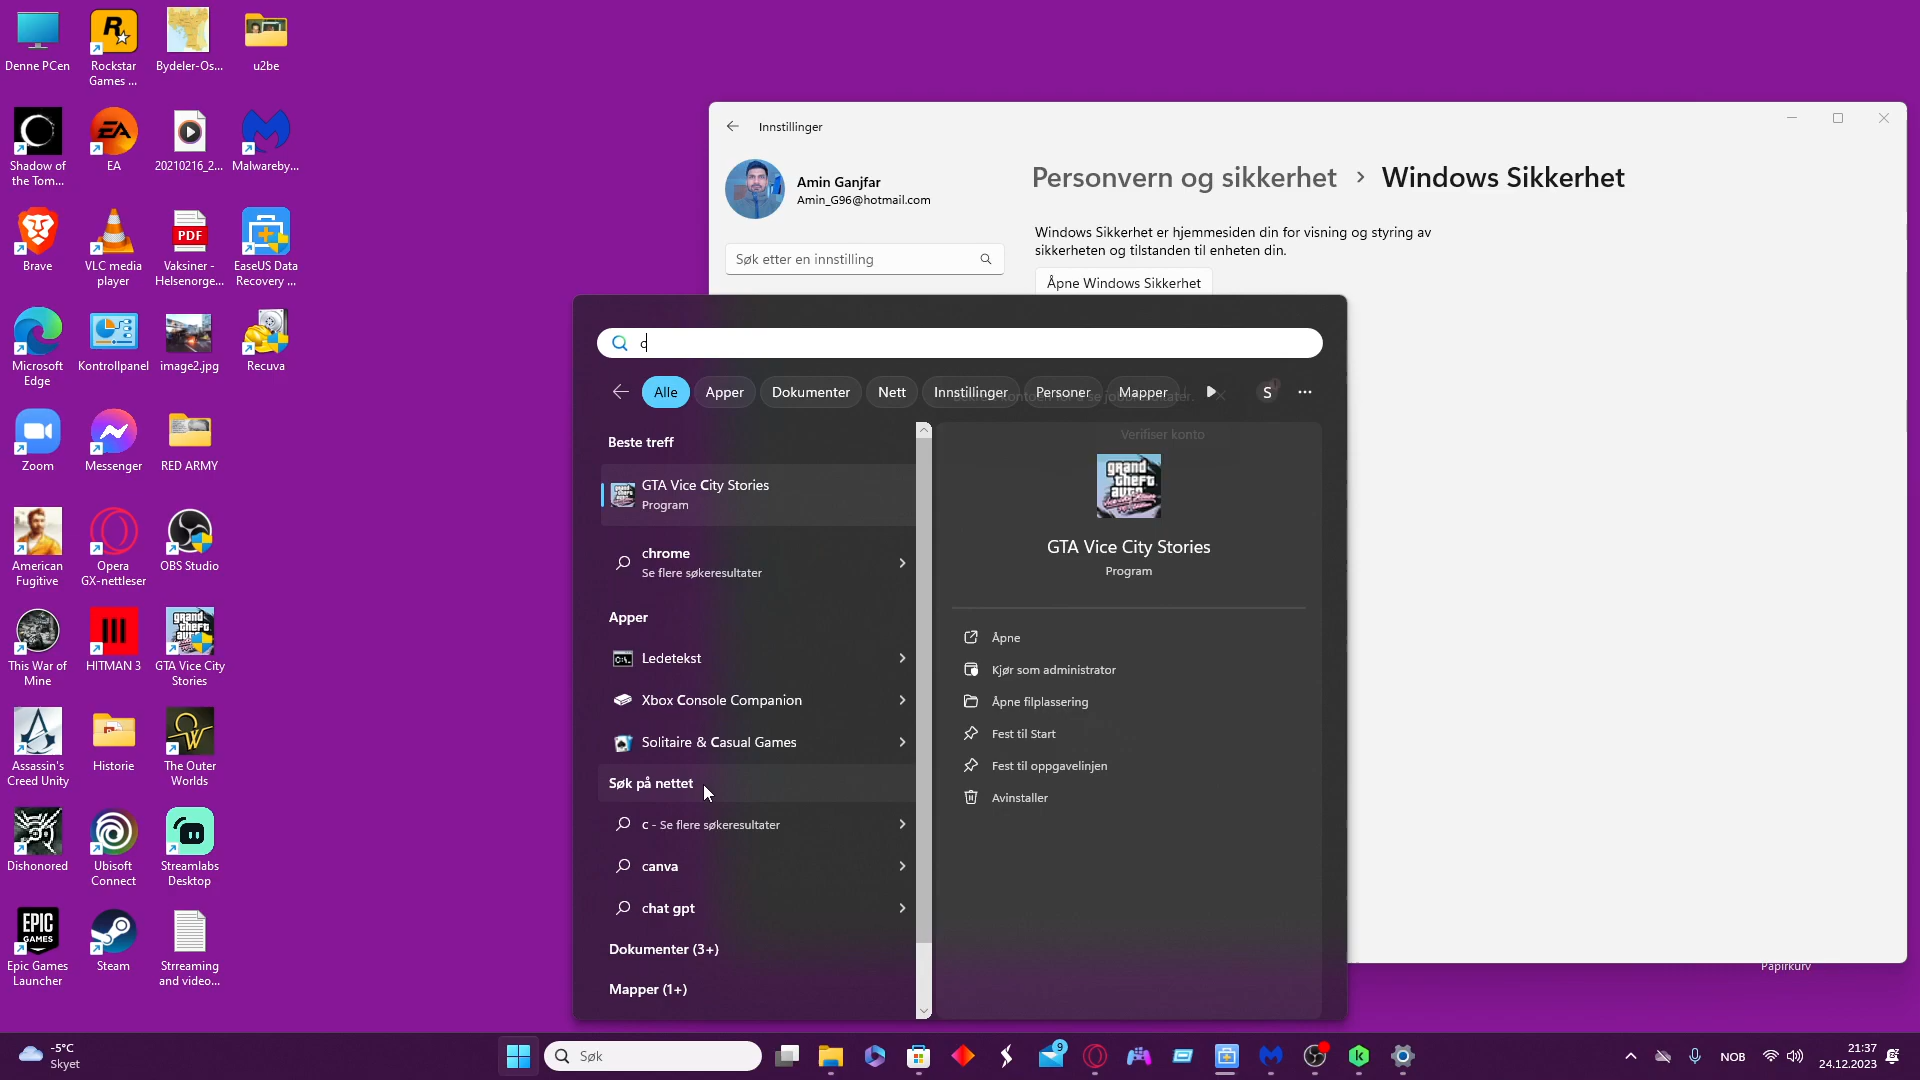 Denne PCen
Rockstar
Games ...
Bydeler-Os...
u2be
Shadow of
the Tom...
EA
20210216_2...
Malwareby...
Brave
VLC media
player
PDF
Vaksiner -
Helsenorge...
EaseUS Data
Recovery ...
Microsoft
Edge
Kontrollpanel
image2.jpg
Recuva
Zoom
Messenger
RED ARMY
American
Fugitive
Opera
GX-nettleser
OBS Studio
This War of
Mine
HITMAN 3
GTA Vice City
Stories
Assassin's
Creed Unity
Historie
The Outer
Worlds
Dishonored
Ubisoft
Connect
Streamlabs
Desktop
EPIC
GAMES
Epic Games
Launcher
Steam
Strreaming
and video...
Innstillinger
Amin Ganjfar
Amin_G96@hotmail.com
Søk etter en innstilling
Personvern og sikkerhet > Windows Sikkerhet
Windows Sikkerhet er hjemmesiden din for visning og styring av
sikkerheten og tilstanden til enheten din.
Åpne Windows Sikkerhet
c
Alle
Apper
Dokumenter
Nett
Innstillinger
Personer
Mapper
S
Verifiser konto
Beste treff
GTA Vice City Stories
Program
chrome
Se flere søkeresultater
Apper
Ledetekst
Xbox Console Companion
Solitaire & Casual Games
Søk på nettet
c - Se flere søkeresultater
canva
chat gpt
Dokumenter (3+)
Mapper (1+)
grand
theft
auto
GTA Vice City Stories
Program
Åpne
Kjør som administrator
Åpne filplassering
Fest til Start
Fest til oppgavelinjen
Avinstaller
Papirkurv
-5°C
Skyet
Søk
9
NOB
21:37
24.12.2023